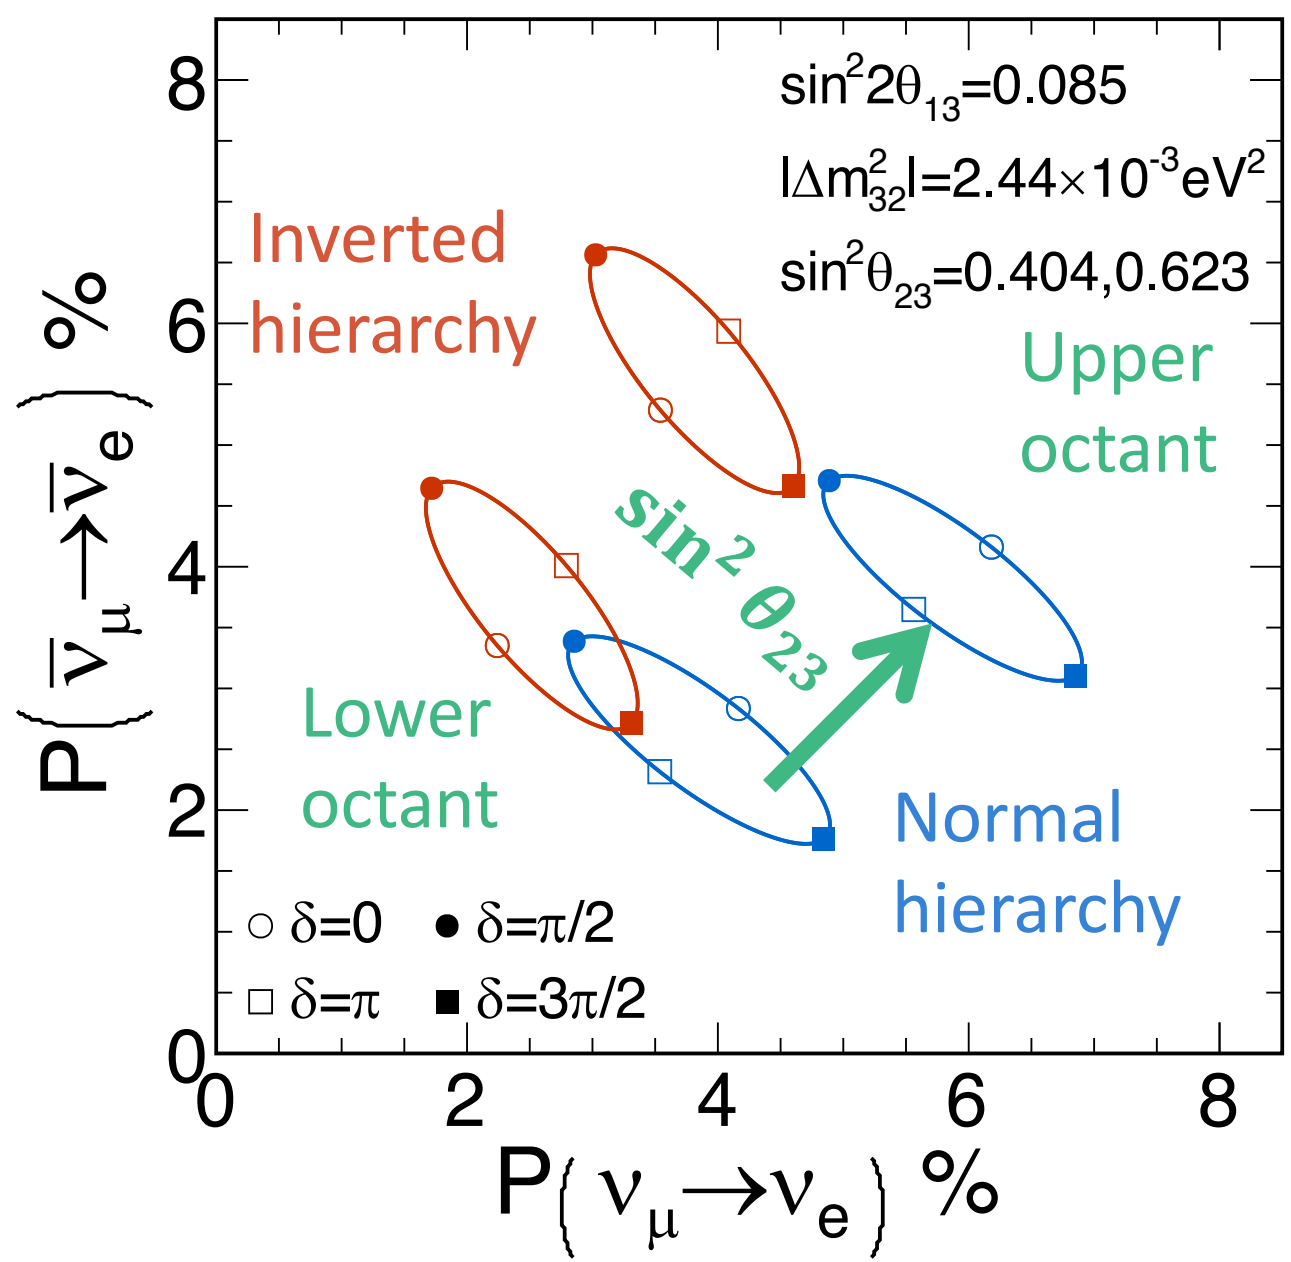 sin²2θ₁₃=0.085
|Δm²₃₂|=2.44×10⁻³eV²
sin²θ₂₃=0.404,0.623
Inverted
hierarchy
Upper
octant
sin² θ₂₃
Lower
octant
Normal
hierarchy
○ δ=0 ● δ=π/2
□ δ=π ■ δ=3π/2
8
6
4
2
0
0 2 4 6 8
P(ν̅μ→ν̅e) %
P(νμ→νe) %